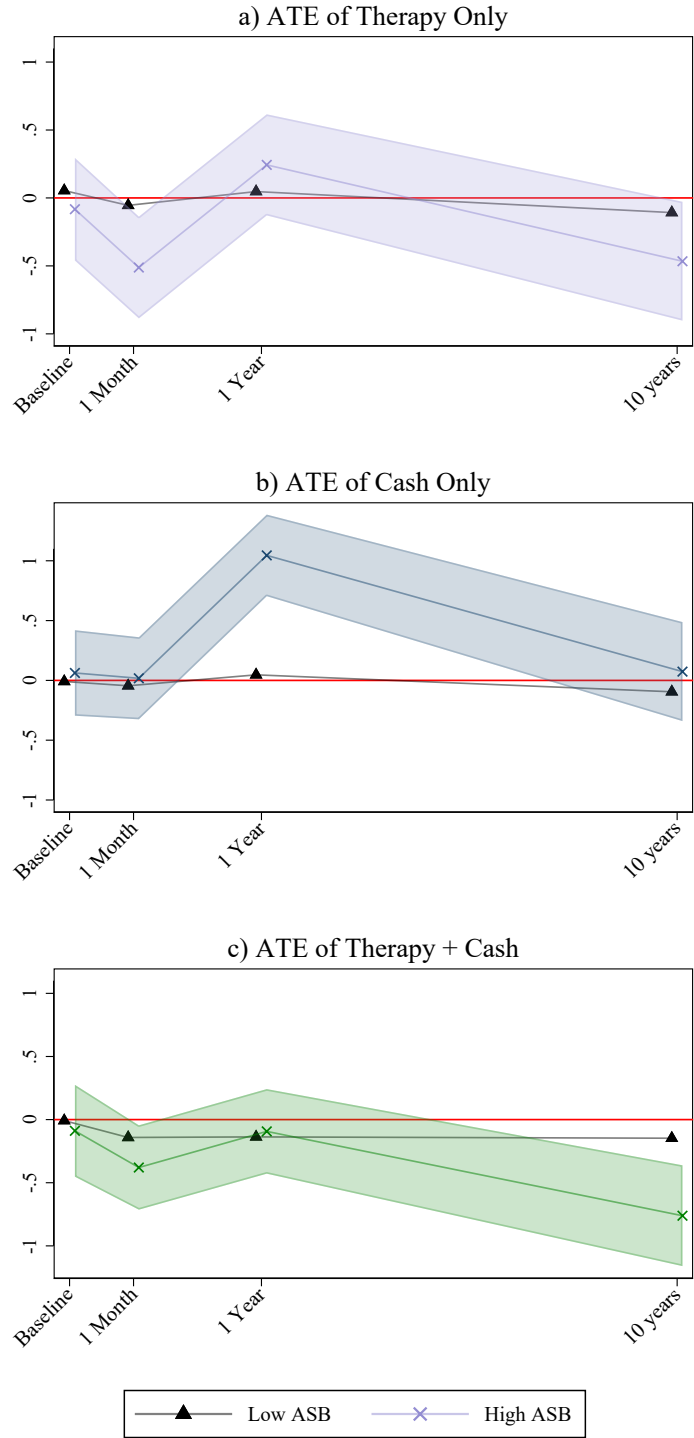 a) ATE of Therapy Only
1
.5
0
-.5
-1
Baseline
1 Month
1 Year
10 years
b) ATE of Cash Only
1
.5
0
-.5
-1
Baseline
1 Month
1 Year
10 years
c) ATE of Therapy + Cash
1
.5
0
-.5
-1
Baseline
1 Month
1 Year
10 years
Low ASB
High ASB